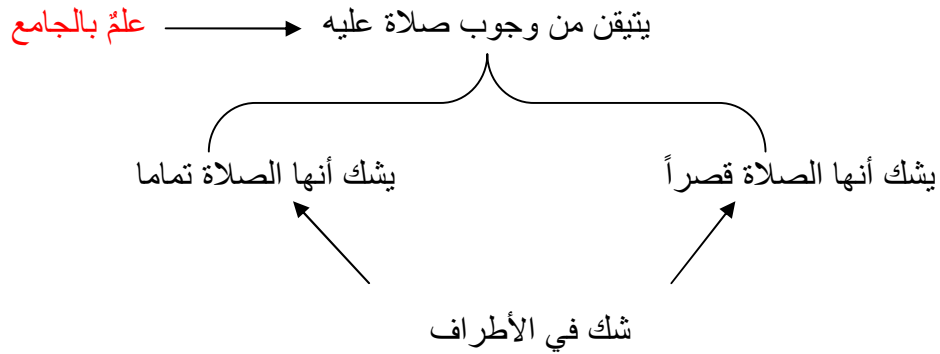 يتيقن من وجوب صلاة عليه
علمٌ بالجامع
يشك أنها الصلاة قصراً
يشك أنها الصلاة تماما
شك في الأطراف